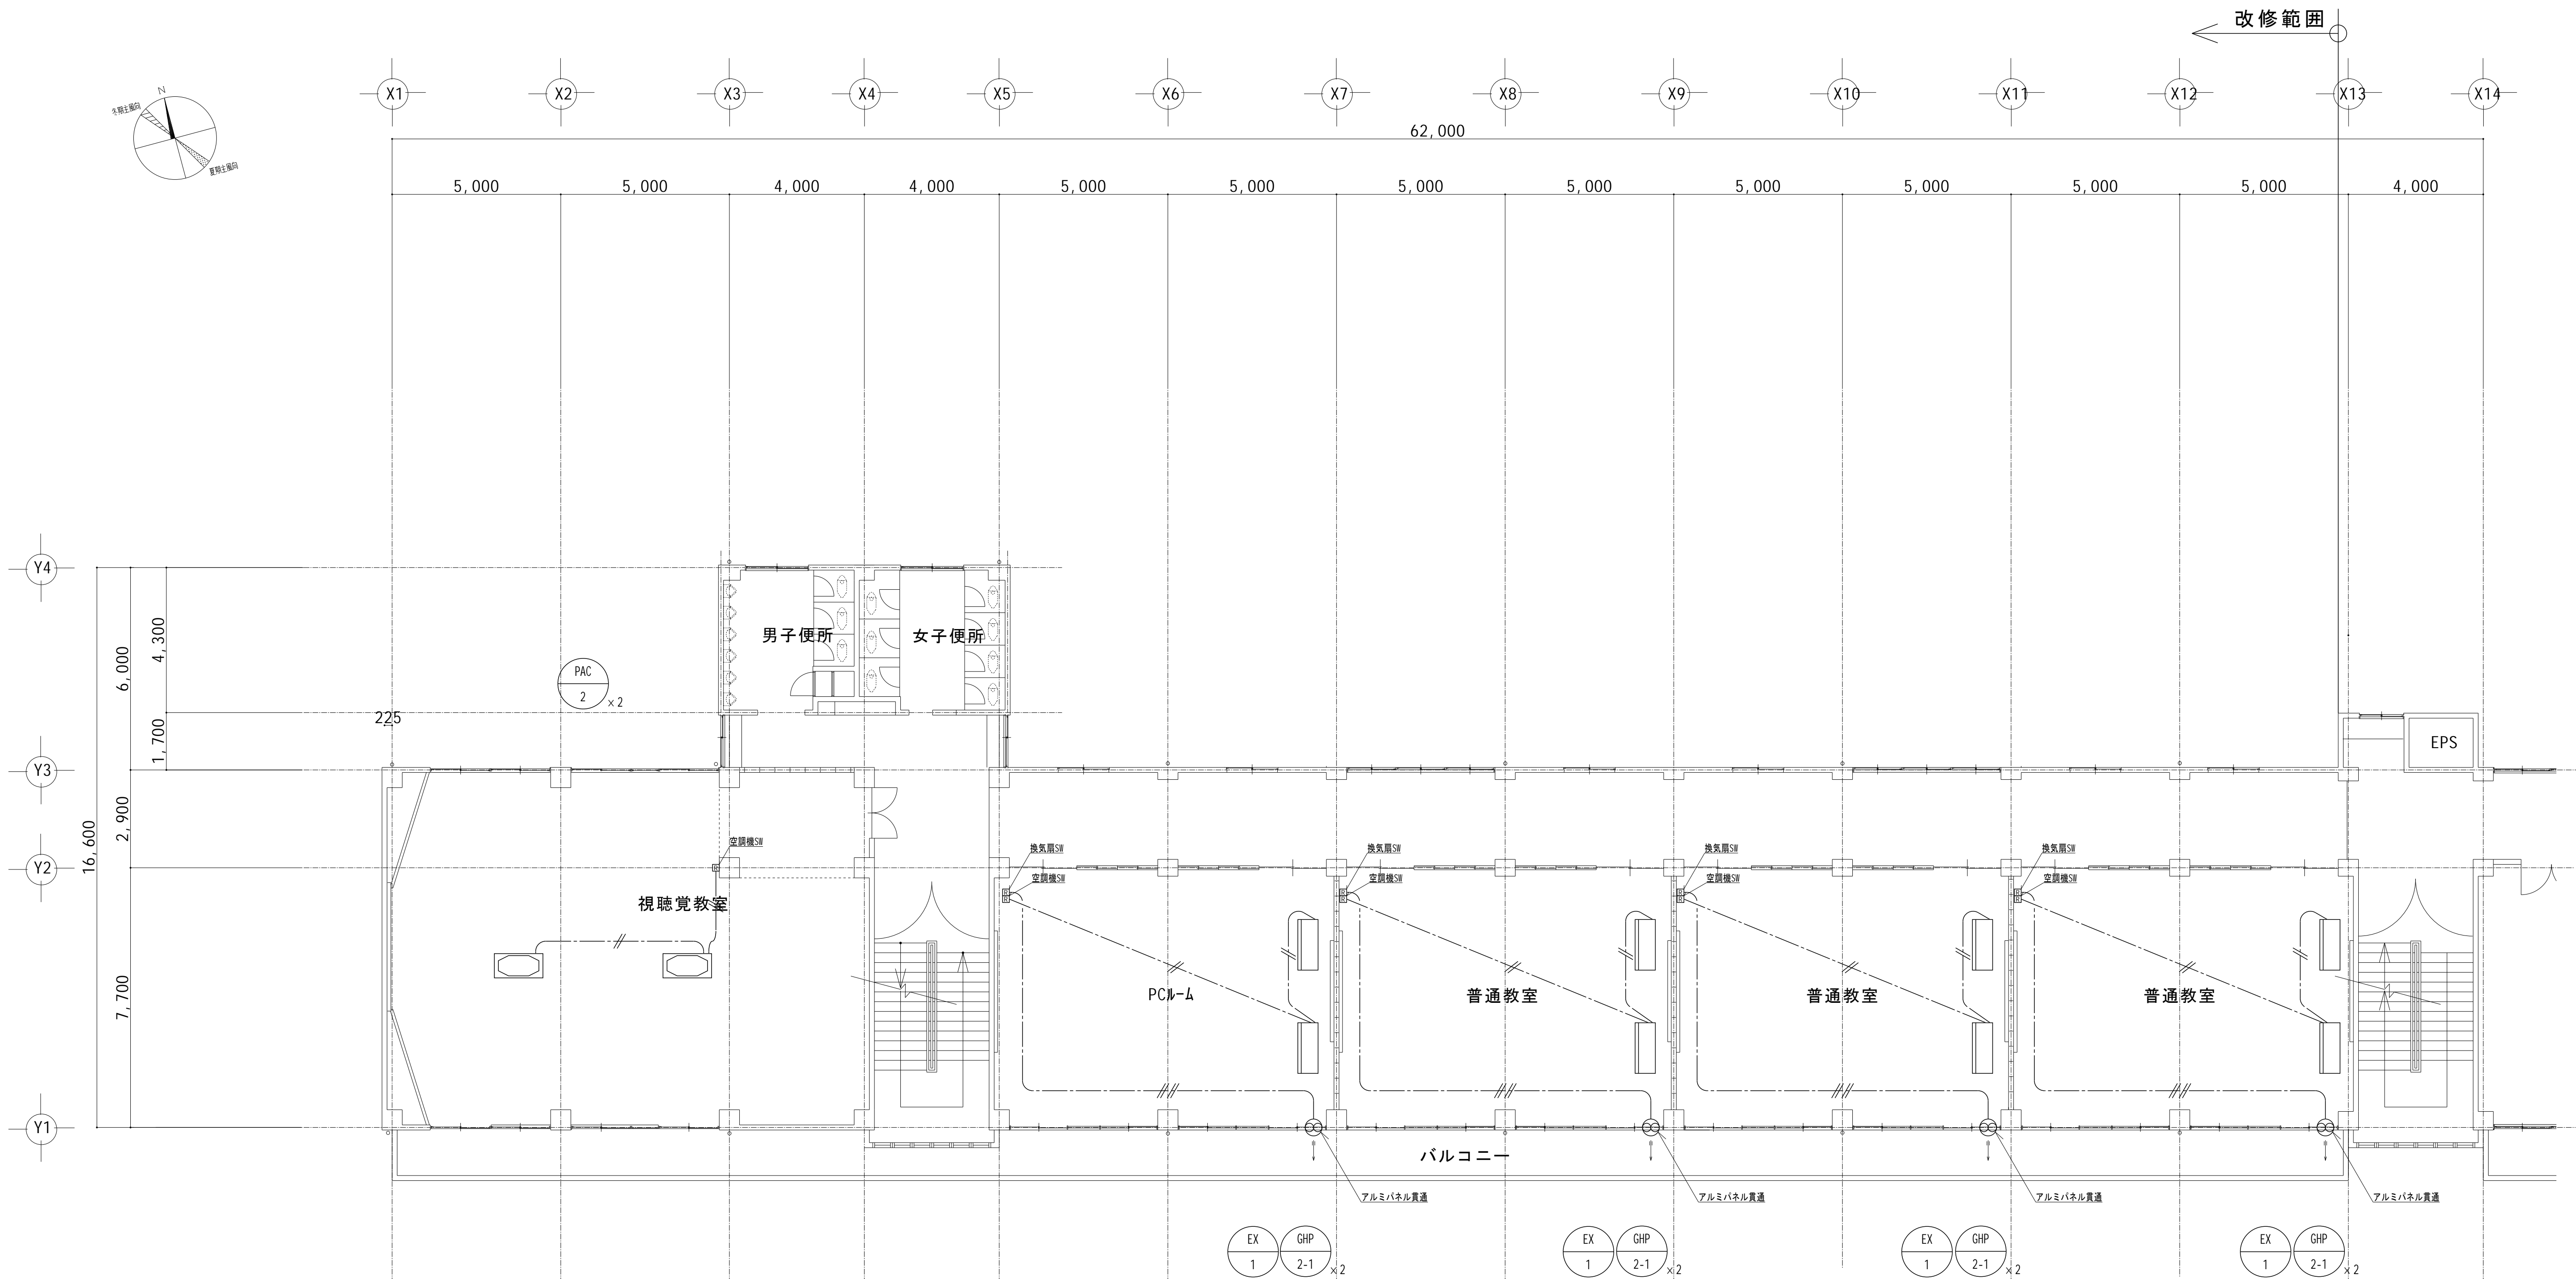 改修範囲
X1 X2 X3 X4 X5 X6 X7 X8 X9 X10 X11 X12 X13 X14
N
冬期主風向
夏期主風向
62,000
5,000 5,000 4,000 4,000 5,000 5,000 5,000 5,000 5,000 5,000 5,000 5,000 4,000
Y4
4,300
6,000
男子便所 女子便所
PAC
2 ×2
225
1,700
EPS
Y3
2,900
16,600
空調機SW
換気扇SW 換気扇SW 換気扇SW 換気扇SW
Y2
空調機SW 空調機SW 空調機SW 空調機SW
R R R R R R R R R
視聴覚教室
7,700
PCルーム 普通教室 普通教室 普通教室
Y1
バルコニー
アルミパネル貫通 アルミパネル貫通 アルミパネル貫通 アルミパネル貫通
EX GHP EX GHP EX GHP EX GHP
1 2-1 ×2 1 2-1 ×2 1 2-1 ×2 1 2-1 ×2